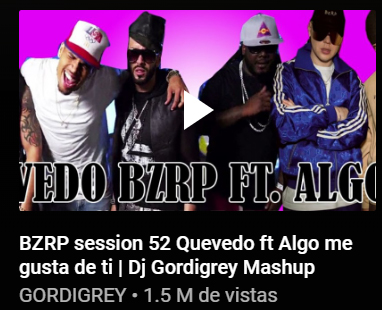 VEDO BZRP FT. ALGO
BZRP session 52 Quevedo ft Algo me
gusta de ti | Dj Gordigrey Mashup
GORDIGREY • 1.5 M de vistas